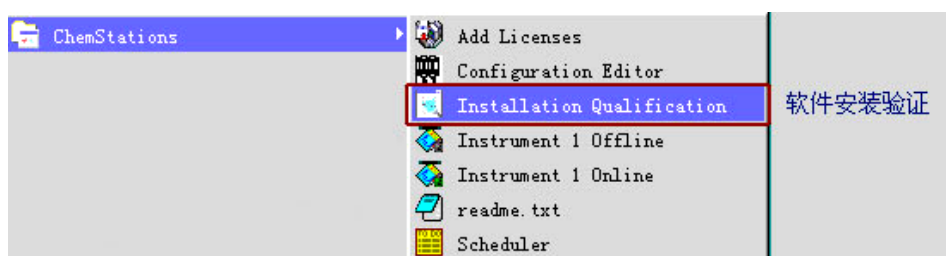 ChemStations
Add Licenses
Configuration Editor
Installation Qualification
软件安装验证
Instrument 1 Offline
Instrument 1 Online
readme.txt
Scheduler